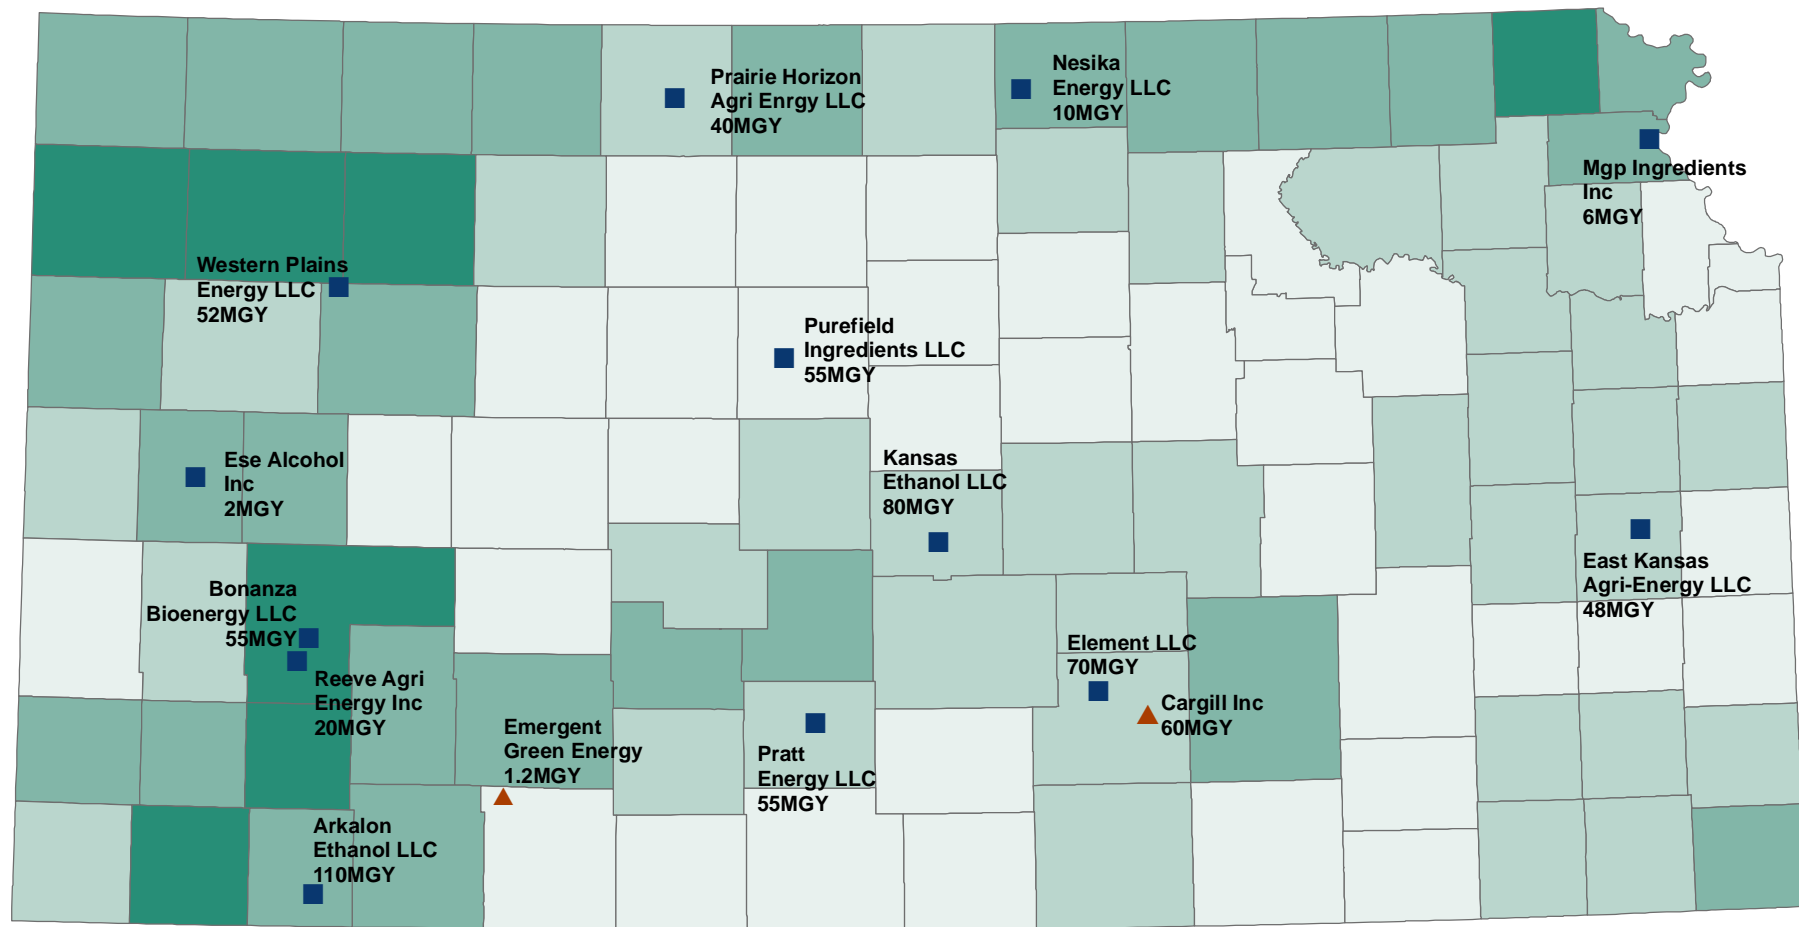 Prairie Horizon
Agri Enrgy LLC
40MGY
Nesika
Energy LLC
10MGY
Mgp Ingredients
Inc
6MGY
Western Plains
Energy LLC
52MGY
Purefield
Ingredients LLC
55MGY
Ese Alcohol
Inc
2MGY
Kansas
Ethanol LLC
80MGY
East Kansas
Agri-Energy LLC
48MGY
Bonanza
Bioenergy LLC
55MGY
Reeve Agri
Energy Inc
20MGY
Element LLC
70MGY
Cargill Inc
60MGY
Emergent
Green Energy
1.2MGY
Pratt
Energy LLC
55MGY
Arkalon
Ethanol LLC
110MGY